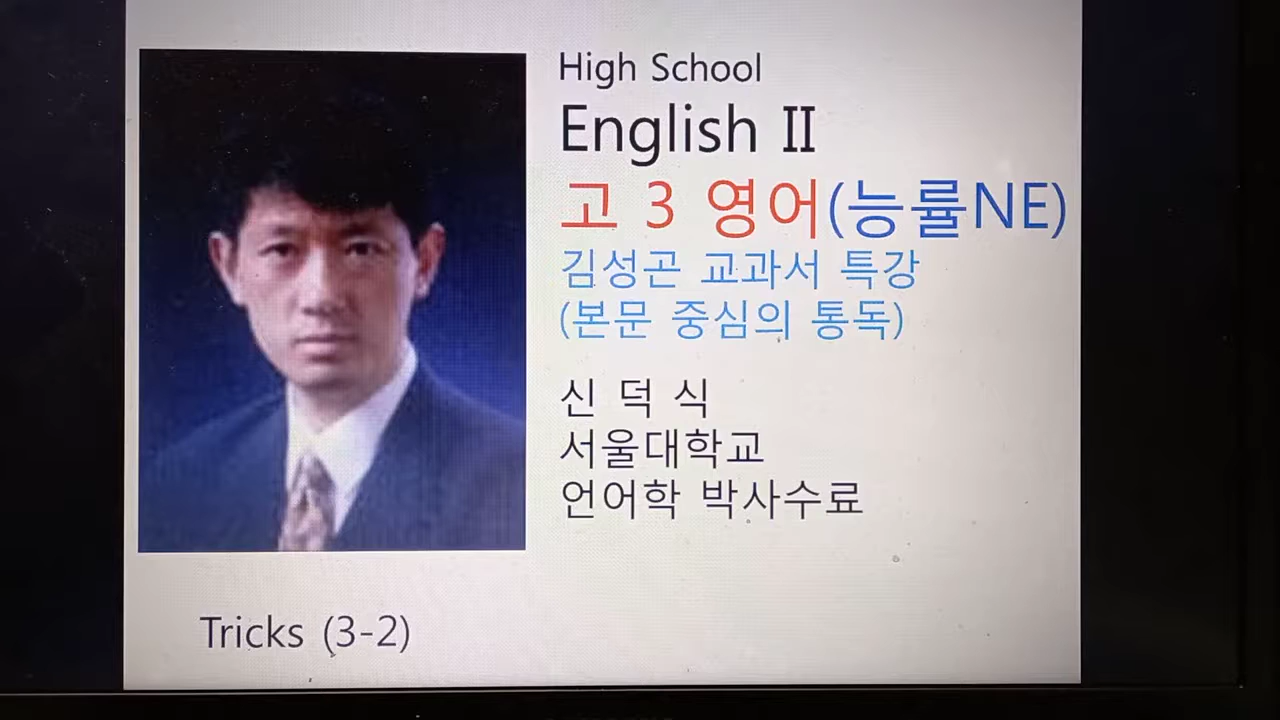 High School
English II
고 3 영어(능률NE)
김성곤 교과서 특강
(본문 중심의 통독)
신 덕 식
서울대학교
언어학 박사수료
Tricks (3-2)